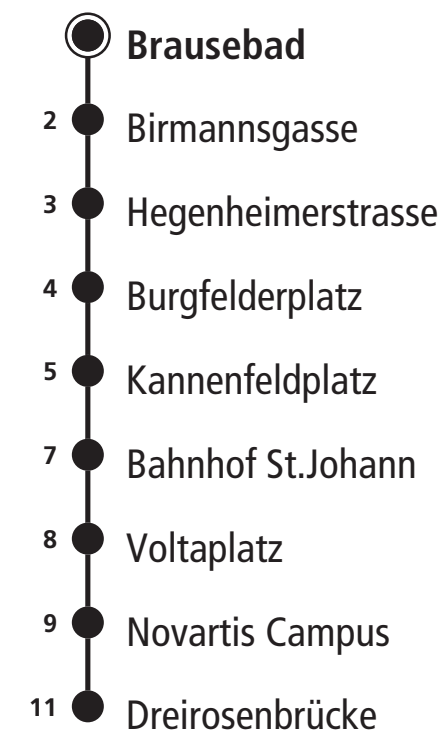 Brausebad
2 Birmannsgasse
3 Hegenheimerstrasse
4 Burgfelderplatz
5 Kannenfeldplatz
7 Bahnhof St.Johann
8 Voltaplatz
9 Novartis Campus
11 Dreirosenbrücke